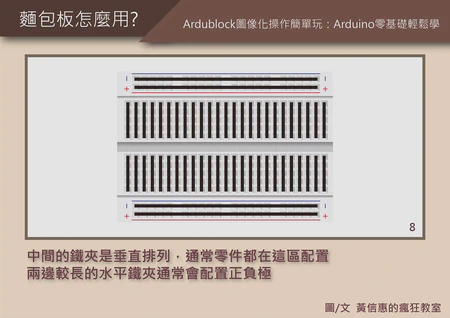 麵包板怎麼用?
Ardublock圖像化操作簡單玩：Arduino零基礎輕鬆學
− −
+ +
− −
+ +
8
中間的鐵夾是垂直排列，通常零件都在這區配置
兩邊較長的水平鐵夾通常會配置正負極
圖/文 黃信惠的瘋狂教室